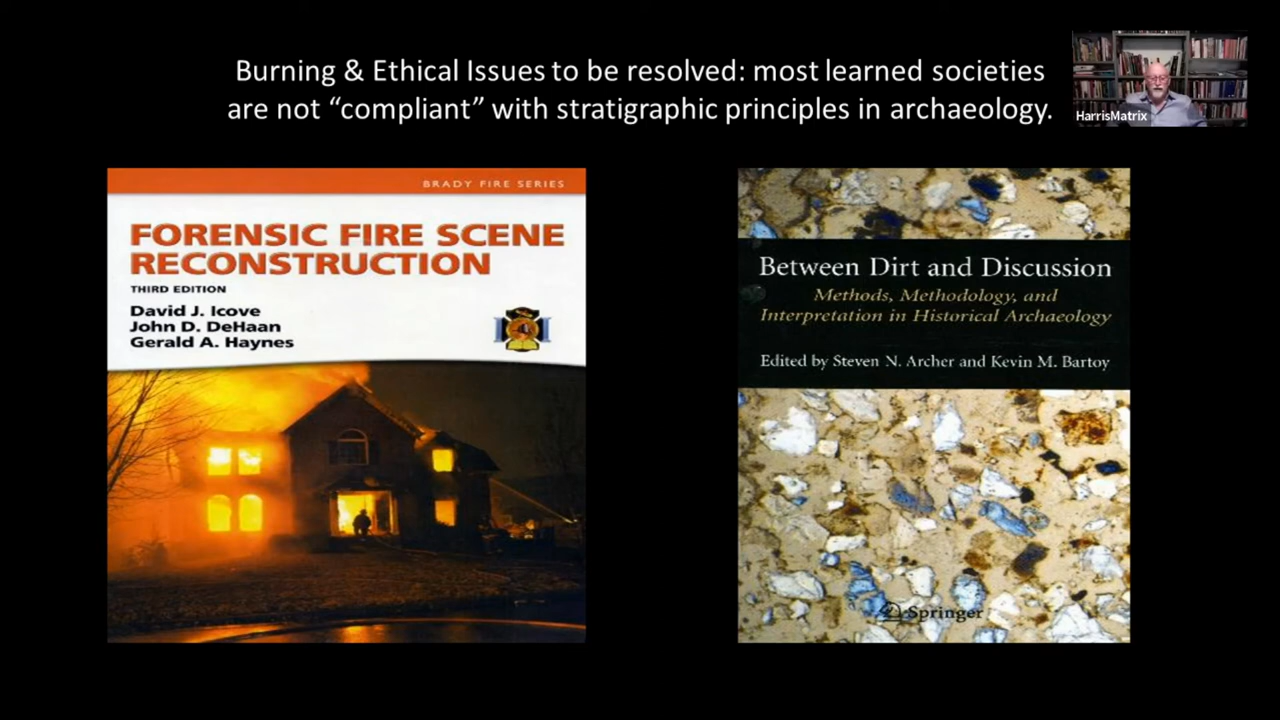 Burning & Ethical Issues to be resolved: most learned societies
are not “compliant” with stratigraphic principles in archaeology.
HarrisMatrix
BRADY FIRE SERIES
FORENSIC FIRE SCENE
RECONSTRUCTION
THIRD EDITION
David J. Icove
John D. DeHaan
Gerald A. Haynes
Between Dirt and Discussion
Methods, Methodology, and
Interpretation in Historical Archaeology
Edited by Steven N. Archer and Kevin M. Bartoy
Springer